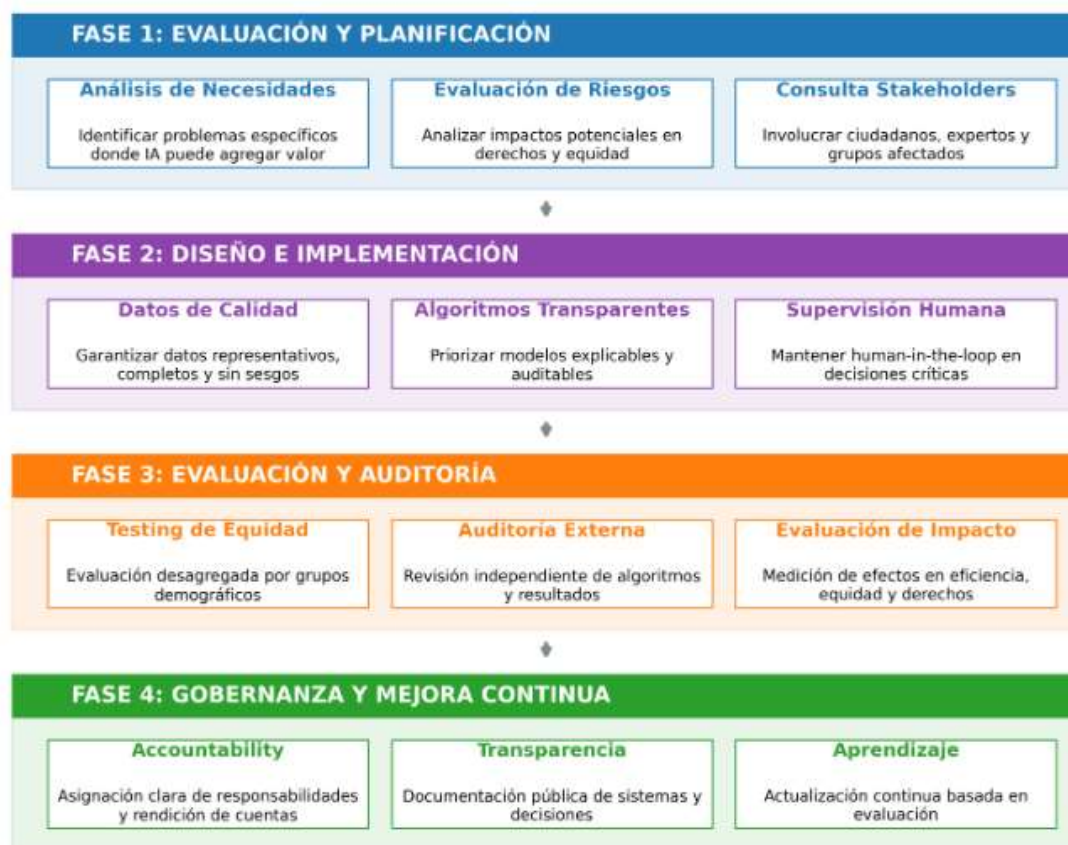 FASE 1: EVALUACIÓN Y PLANIFICACIÓN
Análisis de Necesidades
Identificar problemas específicos
donde IA puede agregar valor
Evaluación de Riesgos
Analizar impactos potenciales en
derechos y equidad
Consulta Stakeholders
Involucrar ciudadanos, expertos y
grupos afectados
FASE 2: DISEÑO E IMPLEMENTACIÓN
Datos de Calidad
Garantizar datos representativos,
completos y sin sesgos
Algoritmos Transparentes
Priorizar modelos explicables y
auditables
Supervisión Humana
Mantener human-in-the-loop en
decisiones críticas
FASE 3: EVALUACIÓN Y AUDITORÍA
Testing de Equidad
Evaluación desagregada por grupos
demográficos
Auditoría Externa
Revisión independiente de algoritmos
y resultados
Evaluación de Impacto
Medición de efectos en eficiencia,
equidad y derechos
FASE 4: GOBERNANZA Y MEJORA CONTINUA
Accountability
Asignación clara de responsabilidades
y rendición de cuentas
Transparencia
Documentación pública de sistemas y
decisiones
Aprendizaje
Actualización continua basada en
evaluación